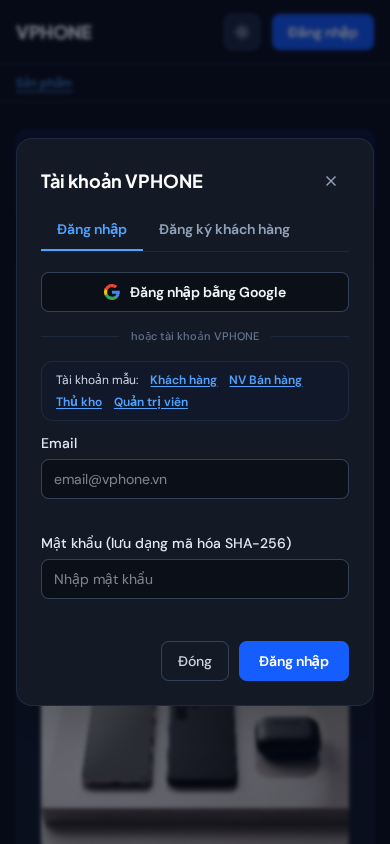 VPHONE
Đăng nhập
Sản phẩm
Tài khoản VPHONE
Đăng nhập
Đăng ký khách hàng
Đăng nhập bằng Google
hoặc tài khoản VPHONE
Tài khoản mẫu: Khách hàng NV Bán hàng
Thủ kho Quản trị viên
Email
email@vphone.vn
Mật khẩu (lưu dạng mã hóa SHA-256)
Nhập mật khẩu
Đóng
Đăng nhập